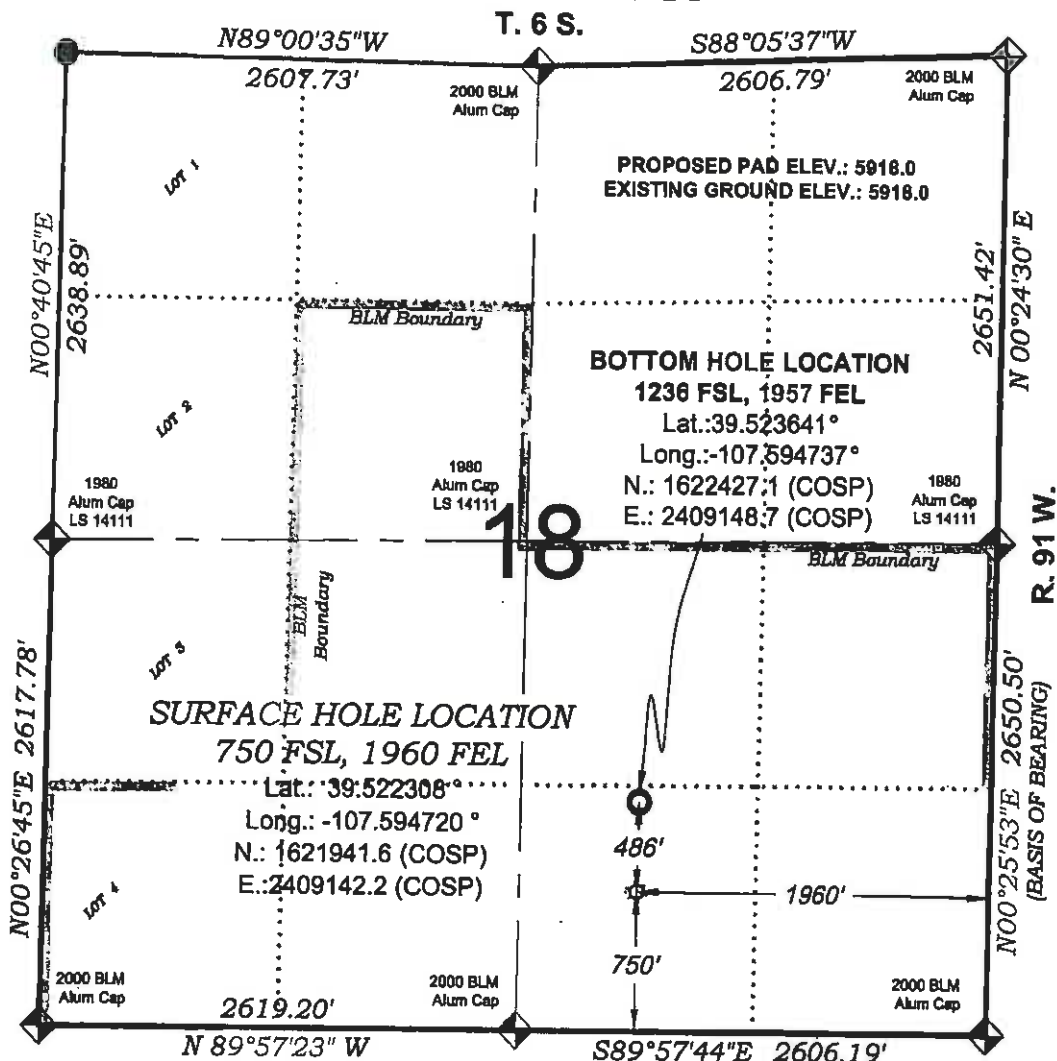 T. 6 S.
N89°00'35"W
S88°05'37"W
2607.73'
2606.79'
2000 BLM
Alum Cap
2000 BLM
Alum Cap
LOT 1
PROPOSED PAD ELEV.: 5918.0
EXISTING GROUND ELEV.: 5918.0
N00°40'45"E
2638.89'
2651.42'
N 00°24'30" E
BLM Boundary
BOTTOM HOLE LOCATION
1236 FSL, 1957 FEL
Lat.:39.523641°
Long.:-107.594737°
N.: 1622427.1 (COSP)
E.: 2409148.7 (COSP)
LOT 2
1980
Alum Cap
LS 14111
1980
Alum Cap
LS 14111
1980
Alum Cap
LS 14111
18
R. 91 W.
BLM Boundary
BLM
Boundary
LOT 3
N00°26'45"E 2617.78'
SURFACE HOLE LOCATION
750 FSL, 1960 FEL
Lat.: 39.522308°
Long.: -107.594720 °
N.: 1621941.6 (COSP)
E.:2409142.2 (COSP)
N00°25'53"E 2650.50'
(BASIS OF BEARING)
486'
1960'
LOT 4
750'
2000 BLM
Alum Cap
2000 BLM
Alum Cap
2000 BLM
Alum Cap
2619.20'
N 89°57'23" W
S89°57'44"E 2606.19'